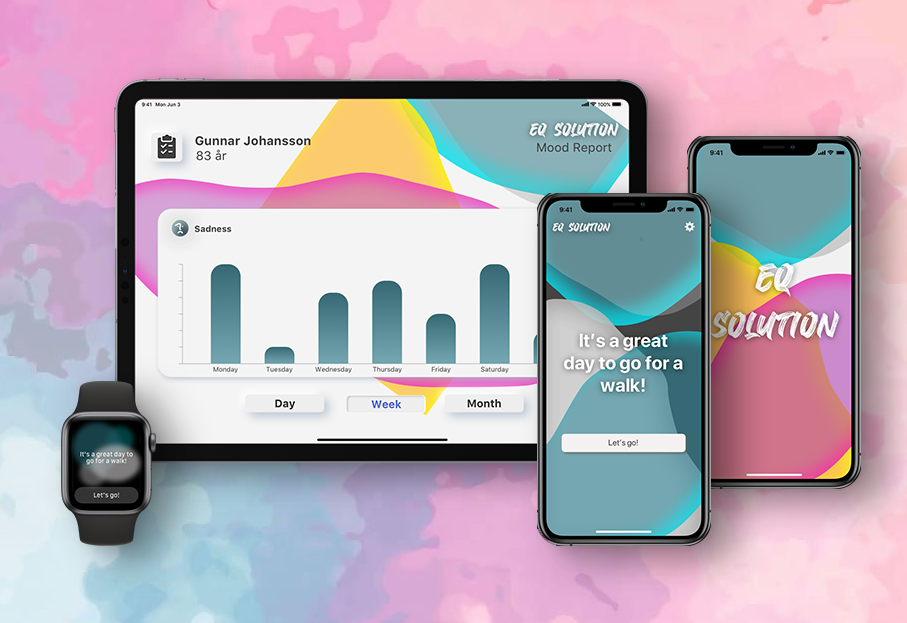 9:41 Mon Jun 3
100%
Gunnar Johansson
83 år
EQ SOLUTION
Mood Report
Sadness
Monday
Tuesday
Wednesday
Thursday
Friday
Saturday
Day
Week
Month
9:41
EQ SOLUTION
It's a great
day to go for a
walk!
Let's go!
9:41
EQ
SOLUTION
It's a great day to
go for a walk!
Let's go!